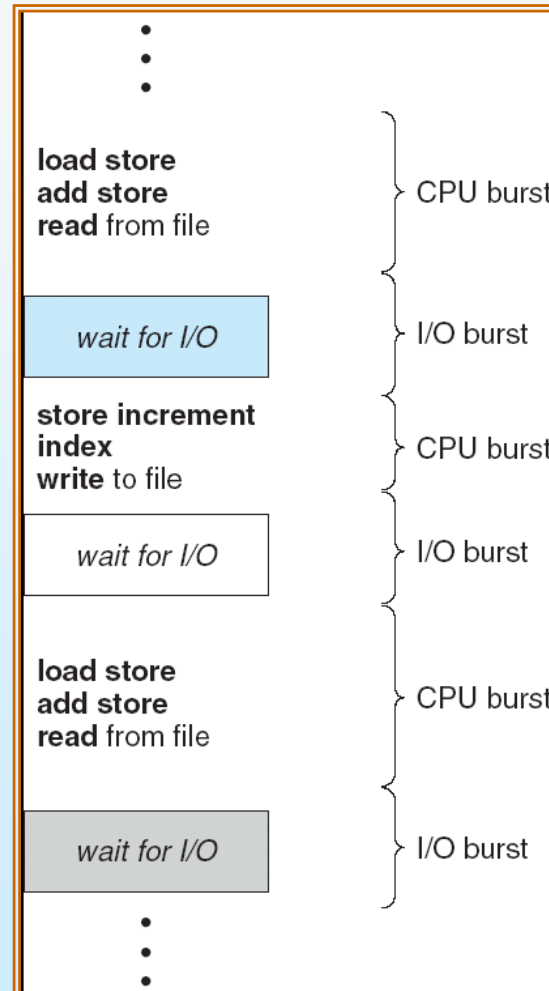 load store
add store
read from file
CPU burst
wait for I/O
I/O burst
store increment
index
write to file
CPU burst
wait for I/O
I/O burst
load store
add store
read from file
CPU burst
wait for I/O
I/O burst